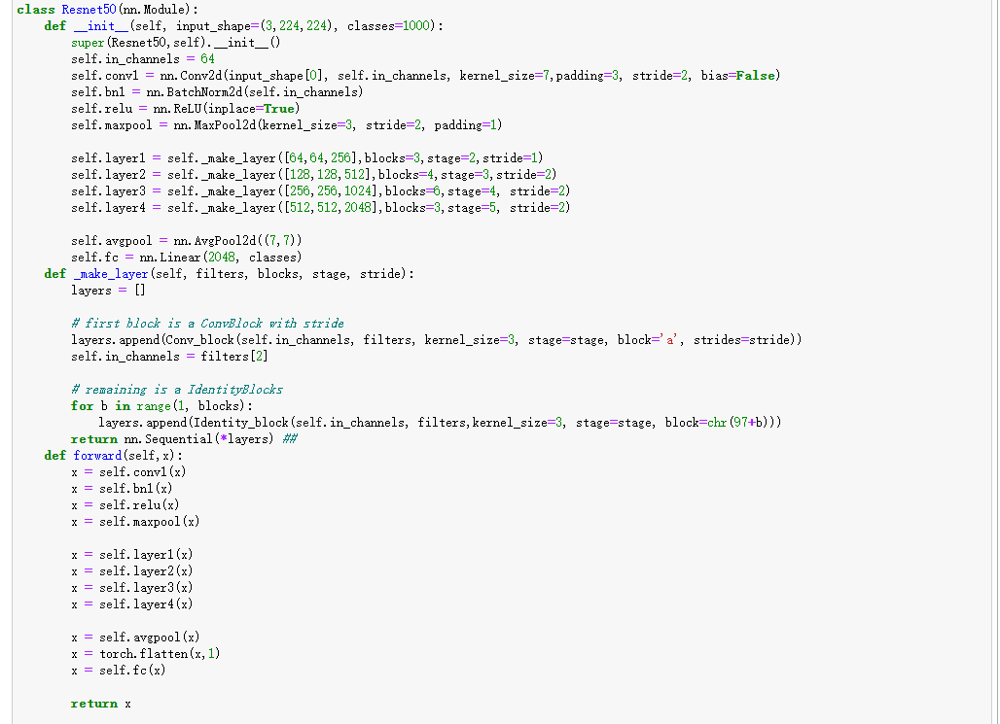 class Resnet50(nn.Module):
    def __init__(self, input_shape=(3,224,224), classes=1000):
        super(Resnet50,self).__init__()
        self.in_channels = 64
        self.conv1 = nn.Conv2d(input_shape[0], self.in_channels, kernel_size=7,padding=3, stride=2, bias=False)
        self.bn1 = nn.BatchNorm2d(self.in_channels)
        self.relu = nn.ReLU(inplace=True)
        self.maxpool = nn.MaxPool2d(kernel_size=3, stride=2, padding=1)

        self.layer1 = self._make_layer([64,64,256],blocks=3,stage=2,stride=1)
        self.layer2 = self._make_layer([128,128,512],blocks=4,stage=3,stride=2)
        self.layer3 = self._make_layer([256,256,1024],blocks=6,stage=4, stride=2)
        self.layer4 = self._make_layer([512,512,2048],blocks=3,stage=5, stride=2)

        self.avgpool = nn.AvgPool2d((7,7))
        self.fc = nn.Linear(2048, classes)
    def _make_layer(self, filters, blocks, stage, stride):
        layers = []

        # first block is a ConvBlock with stride
        layers.append(Conv_block(self.in_channels, filters, kernel_size=3, stage=stage, block='a', strides=stride))
        self.in_channels = filters[2]

        # remaining is a IdentityBlocks
        for b in range(1, blocks):
            layers.append(Identity_block(self.in_channels, filters,kernel_size=3, stage=stage, block=chr(97+b)))
        return nn.Sequential(*layers) ##
    def forward(self,x):
        x = self.conv1(x)
        x = self.bn1(x)
        x = self.relu(x)
        x = self.maxpool(x)

        x = self.layer1(x)
        x = self.layer2(x)
        x = self.layer3(x)
        x = self.layer4(x)

        x = self.avgpool(x)
        x = torch.flatten(x,1)
        x = self.fc(x)

        return x